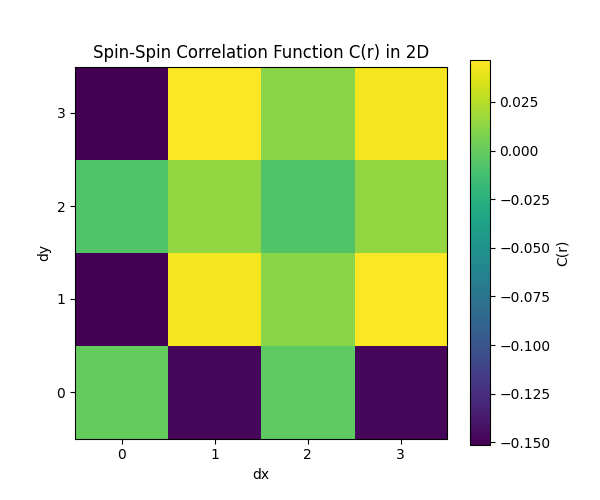 Spin-Spin Correlation Function C(r) in 2D
3
2
1
0
dy
0 1 2 3
dx
0.025
0.000
−0.025
−0.050
−0.075
−0.100
−0.125
−0.150
C(r)